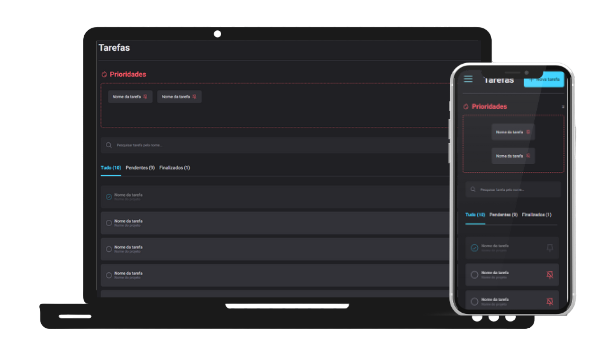 Tarefas
Prioridades
Nome da tarefa
Nome da tarefa
Pesquisar tarefa pelo nome
Tudo (10) Pendentes (9) Finalizados (1)
Nome da tarefa
Nome do projeto
Nome da tarefa
Nome do projeto
Nome da tarefa
Nome do projeto
Nome da tarefa
Nome do projeto
Tarefas
Nova tarefa
Prioridades
Nome da tarefa
Nome da tarefa
Pesquisar tarefa pelo nome...
Tudo (10) Pendentes (9) Finalizados (1)
Nome da tarefa
Nome da tarefa
Nome do projeto
Nome da tarefa
Nome do projeto